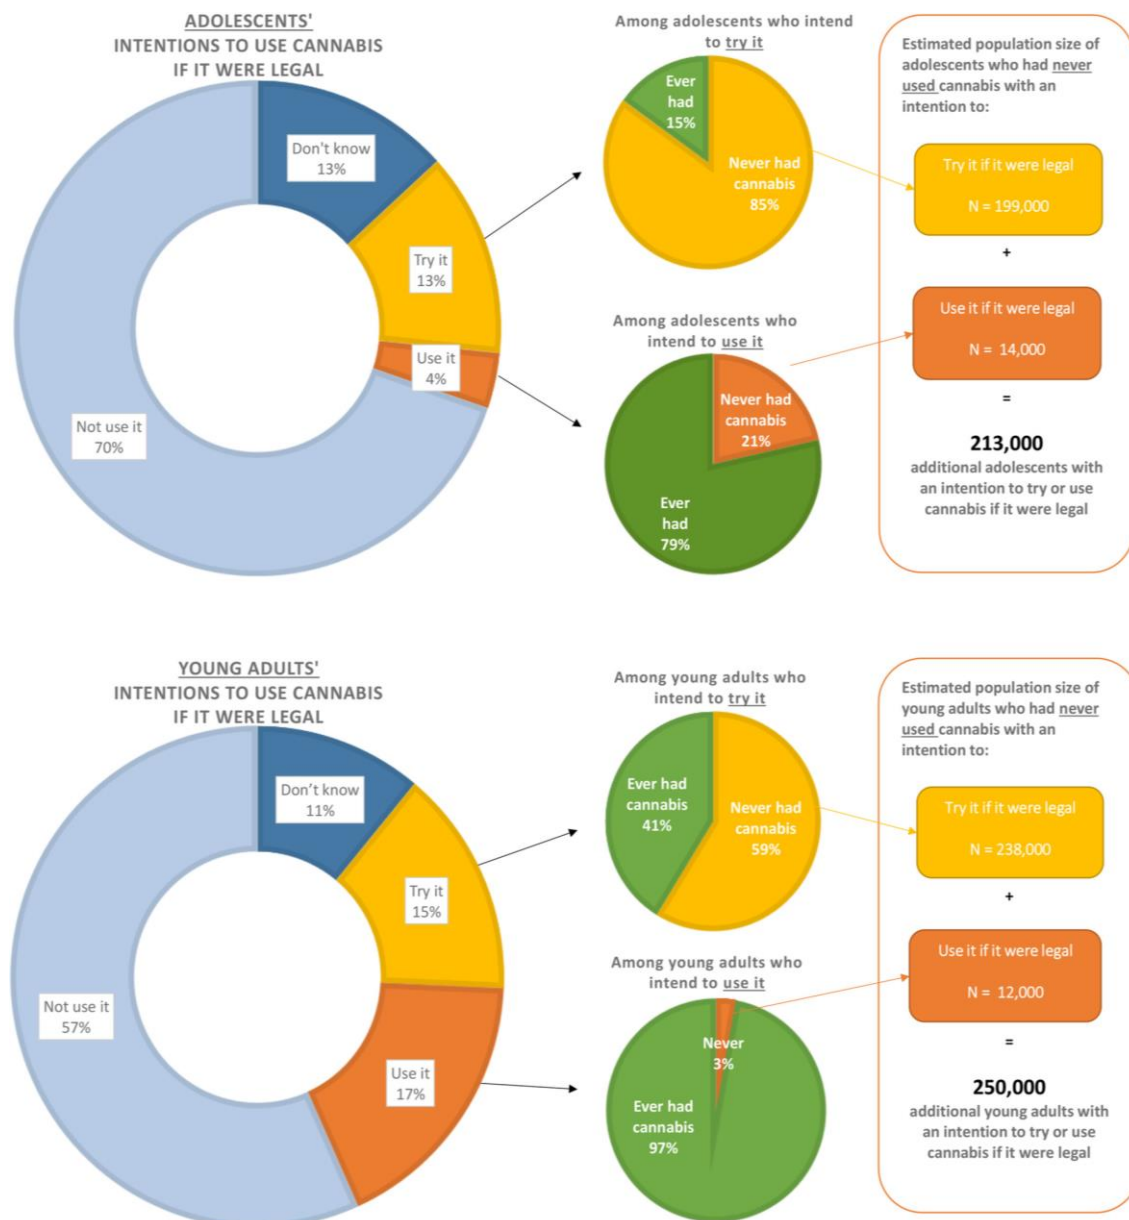 ADOLESCENTS'
INTENTIONS TO USE CANNABIS
IF IT WERE LEGAL
Don't know
13%
Try it
13%
Use it
4%
Not use it
70%
Among adolescents who intend
to try it
Ever
had
15%
Never had
cannabis
85%
Among adolescents who
intend to use it
Never had
cannabis
21%
Ever
had
79%
Estimated population size of
adolescents who had never
used cannabis with an
intention to:
Try it if it were legal
N = 199,000
+
Use it if it were legal
N = 14,000
=
213,000
additional adolescents with
an intention to try or use
cannabis if it were legal
YOUNG ADULTS'
INTENTIONS TO USE CANNABIS
IF IT WERE LEGAL
Don't know
11%
Try it
15%
Use it
17%
Not use it
57%
Among young adults who
intend to try it
Ever had
cannabis
41%
Never had
cannabis
59%
Among young adults who
intend to use it
Never
3%
Ever had
cannabis
97%
Estimated population size of
young adults who had never
used cannabis with an
intention to:
Try it if it were legal
N = 238,000
+
Use it if it were legal
N = 12,000
=
250,000
additional young adults with
an intention to try or use
cannabis if it were legal